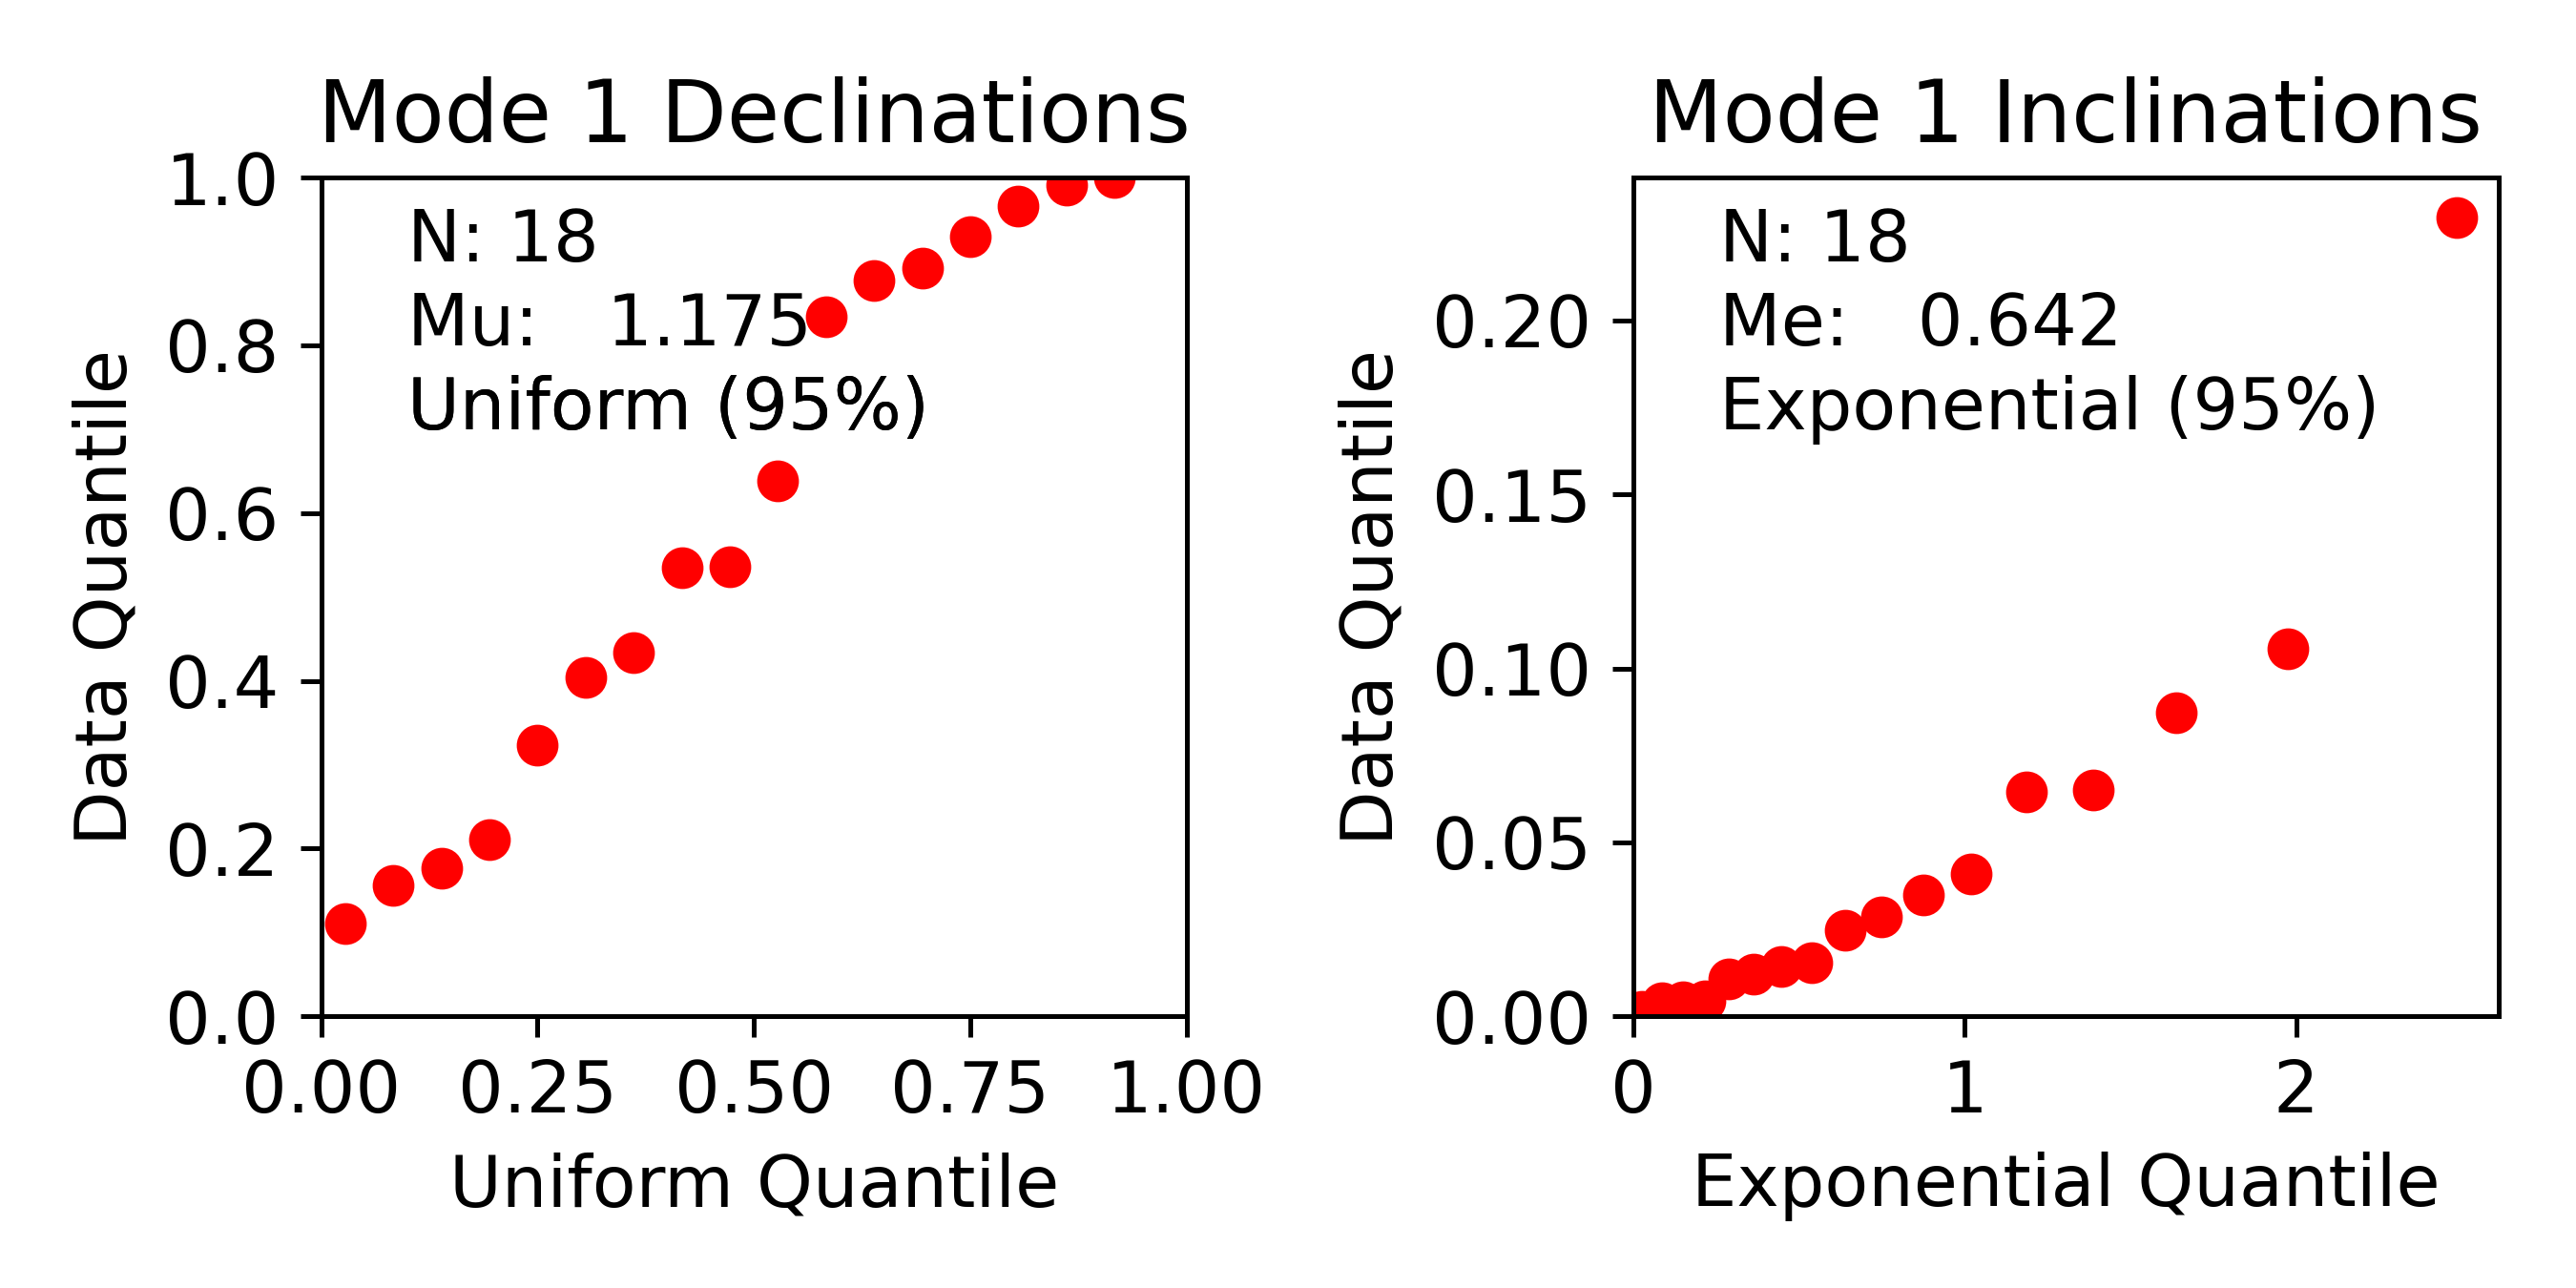 Mode 1 Declinations
1.0
0.8
0.6
0.4
0.2
0.0
Data Quantile
N: 18
Mu: 1.175
Uniform (95%)
0.00 0.25 0.50 0.75 1.00
Uniform Quantile
Mode 1 Inclinations
0.20
0.15
0.10
0.05
0.00
Data Quantile
N: 18
Me: 0.642
Exponential (95%)
0 1 2
Exponential Quantile